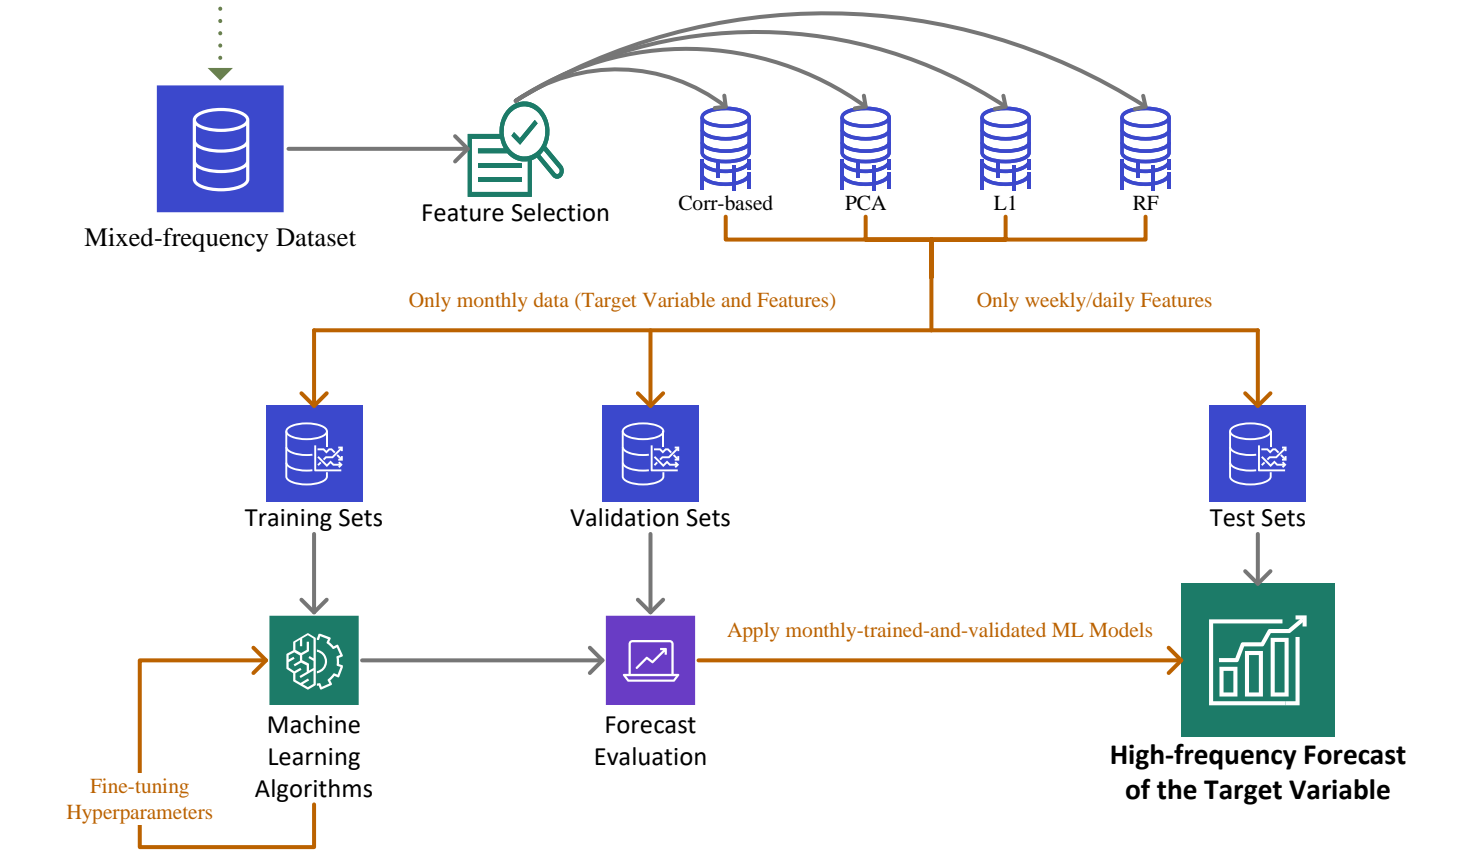 Mixed-frequency Dataset
Feature Selection
Corr-based
PCA
L1
RF
Only monthly data (Target Variable and Features)
Only weekly/daily Features
Training Sets
Validation Sets
Test Sets
Apply monthly-trained-and-validated ML Models
Machine
Learning
Algorithms
Forecast
Evaluation
High-frequency Forecast
of the Target Variable
Fine-tuning
Hyperparameters